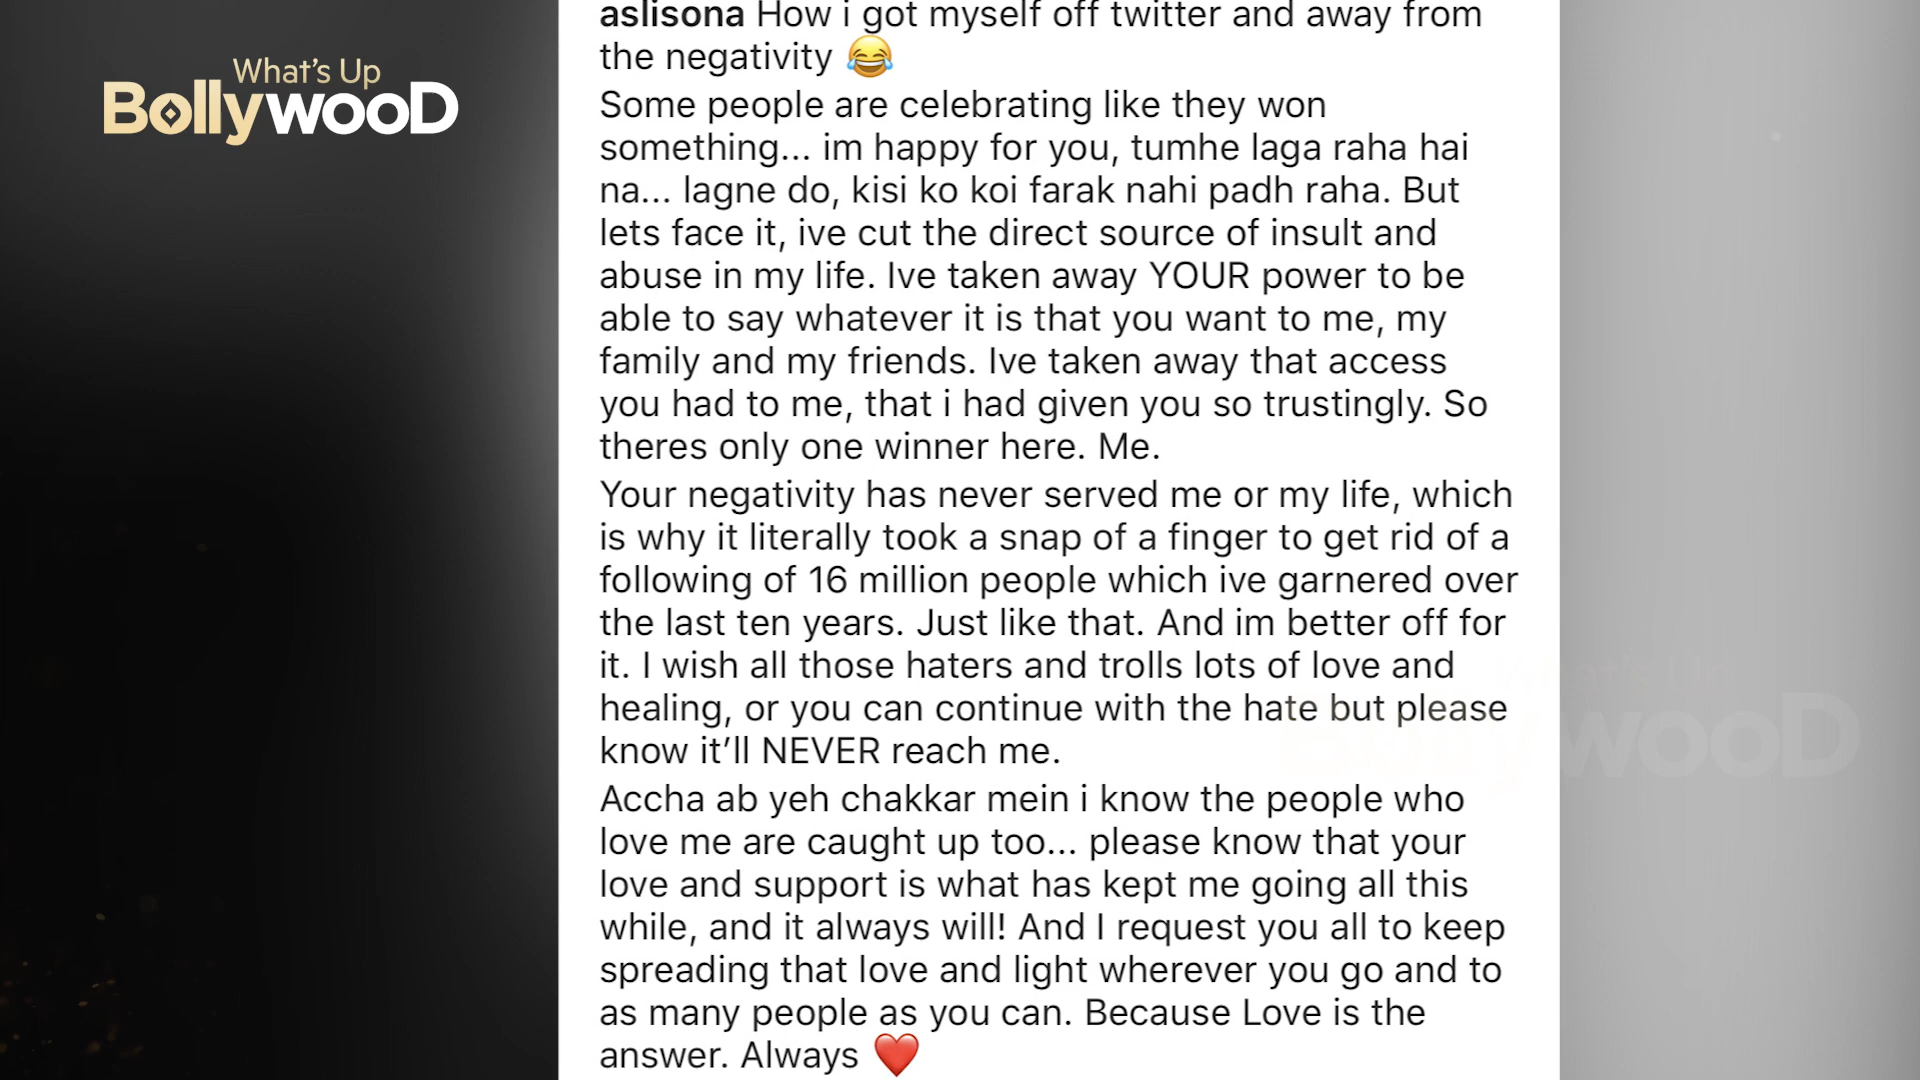 What's Up
BollywooD
aslisona How i got myself off twitter and away from
the negativity 😂
Some people are celebrating like they won
something... im happy for you, tumhe laga raha hai
na... lagne do, kisi ko koi farak nahi padh raha. But
lets face it, ive cut the direct source of insult and
abuse in my life. Ive taken away YOUR power to be
able to say whatever it is that you want to me, my
family and my friends. Ive taken away that access
you had to me, that i had given you so trustingly. So
theres only one winner here. Me.
Your negativity has never served me or my life, which
is why it literally took a snap of a finger to get rid of a
following of 16 million people which ive garnered over
the last ten years. Just like that. And im better off for
it. I wish all those haters and trolls lots of love and
healing, or you can continue with the hate but please
know it’ll NEVER reach me.
Accha ab yeh chakkar mein i know the people who
love me are caught up too... please know that your
love and support is what has kept me going all this
while, and it always will! And I request you all to keep
spreading that love and light wherever you go and to
as many people as you can. Because Love is the
answer. Always ❤️
What's Up
BollywooD